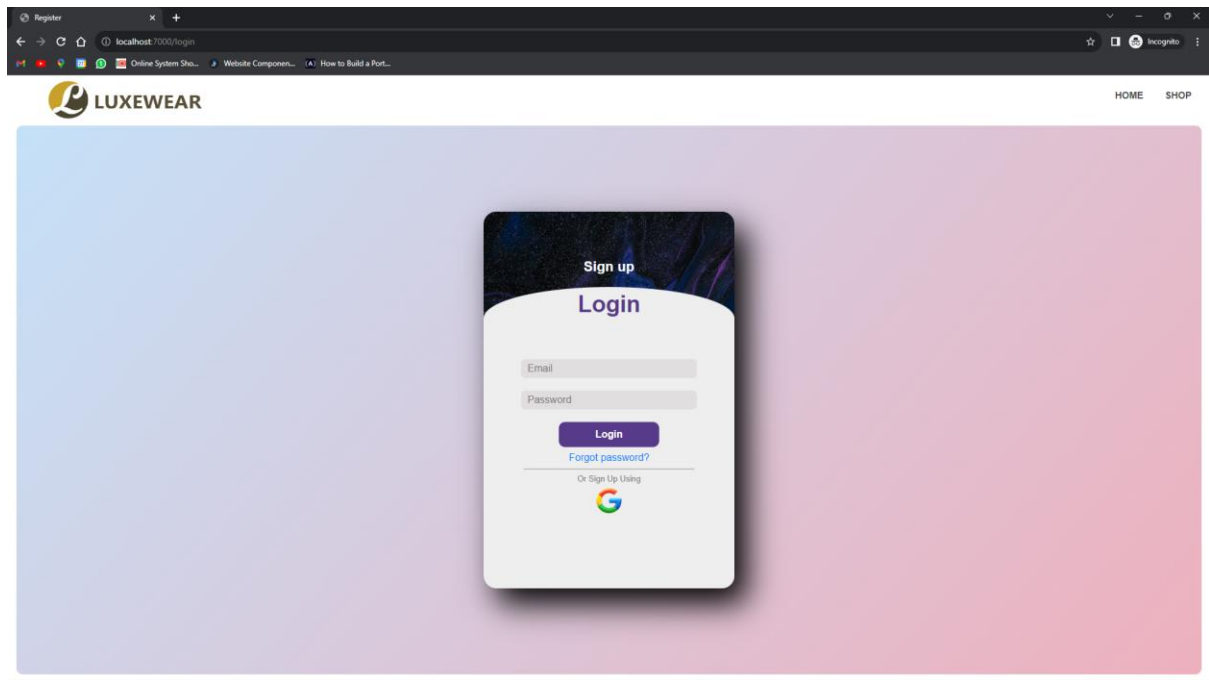 Register
localhost:7000/login
Incognito
Online System Sho... Website Componen... How to Build a Port...
L LUXEWEAR
HOME SHOP
Sign up
Login
Email
Password
Login
Forgot password?
Or Sign Up Using
G